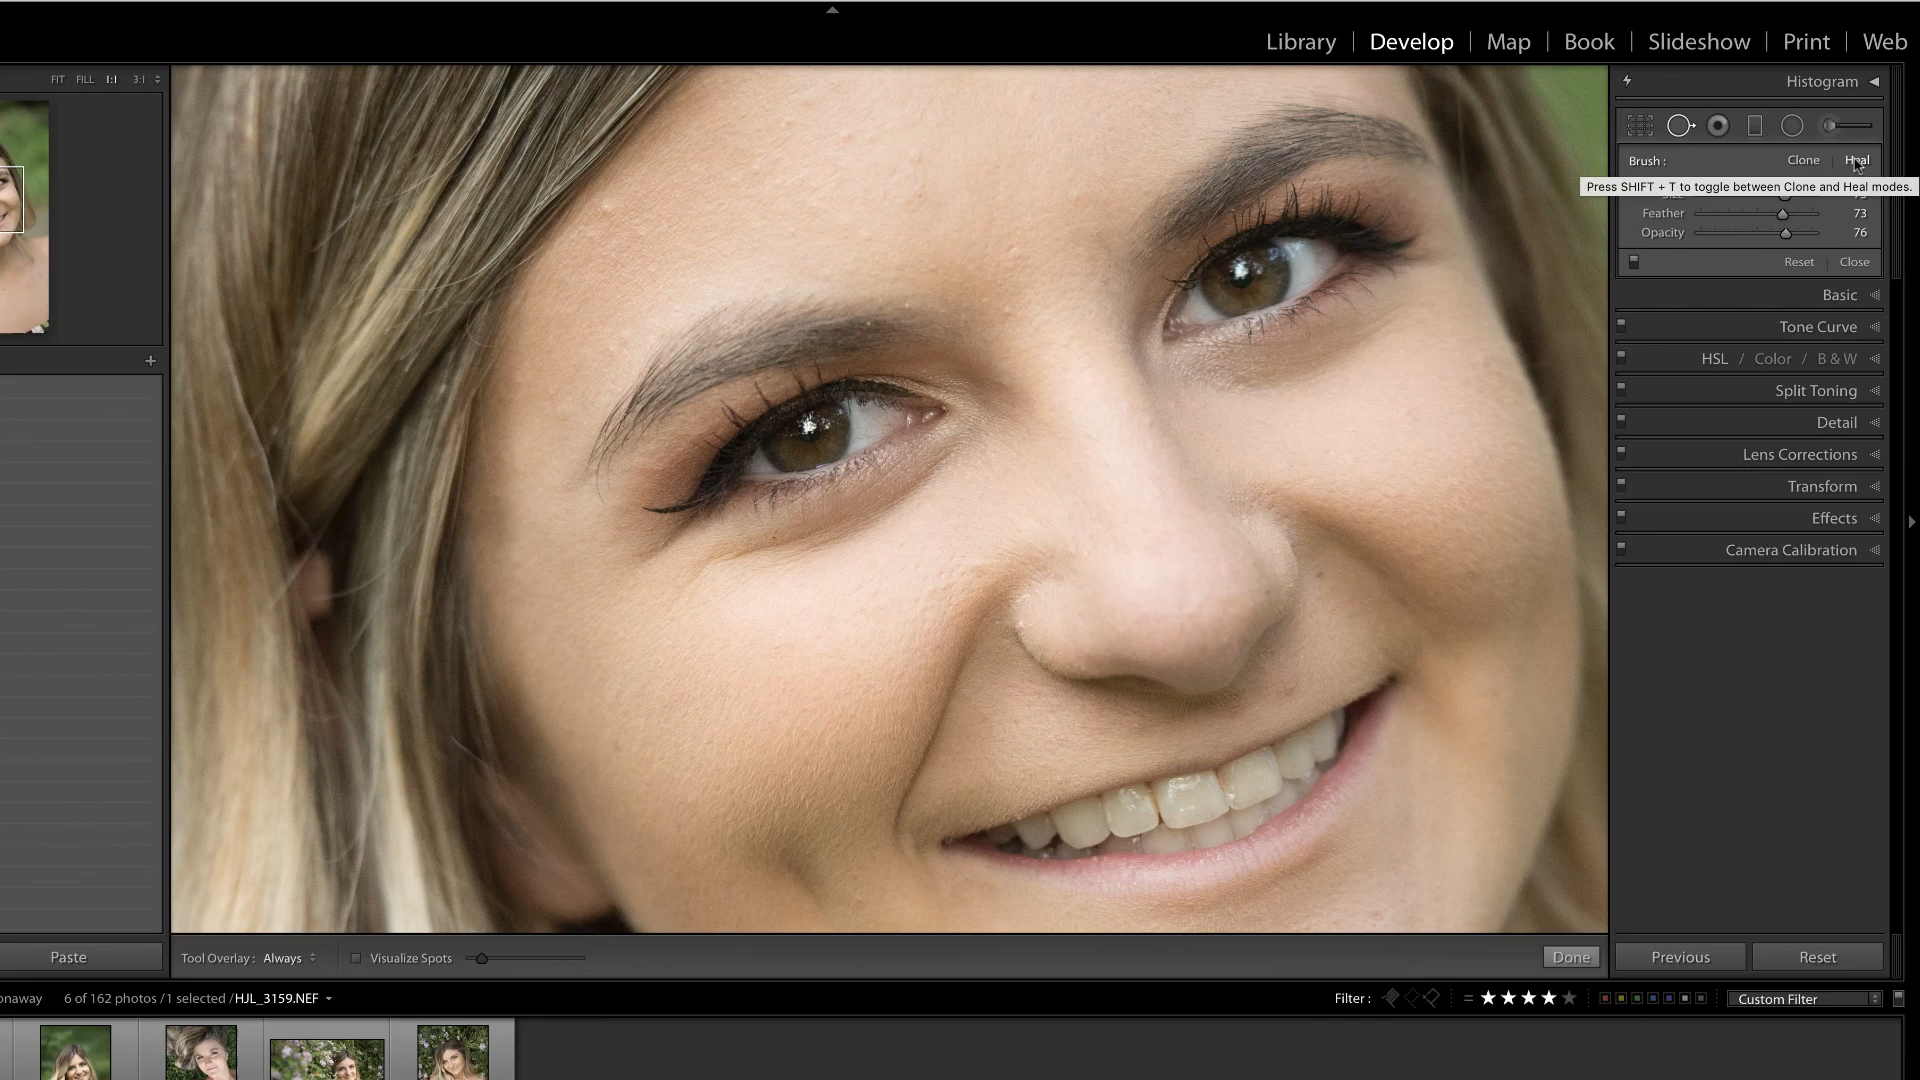 Library | Develop | Map | Book | Slideshow | Print | Web
FIT FILL 1:1 3:1
Histogram
Brush : Clone | Heal
Press SHIFT + T to toggle between Clone and Heal modes.
Feather 73
Opacity 76
Reset | Close
Basic
Tone Curve
HSL / Color / B & W
Split Toning
Detail
Lens Corrections
Transform
Effects
Camera Calibration
Paste
Tool Overlay : Always
Visualize Spots
Done
Previous
Reset
onaway
6 of 162 photos / 1 selected / HJL_3159.NEF
Filter :
Custom Filter